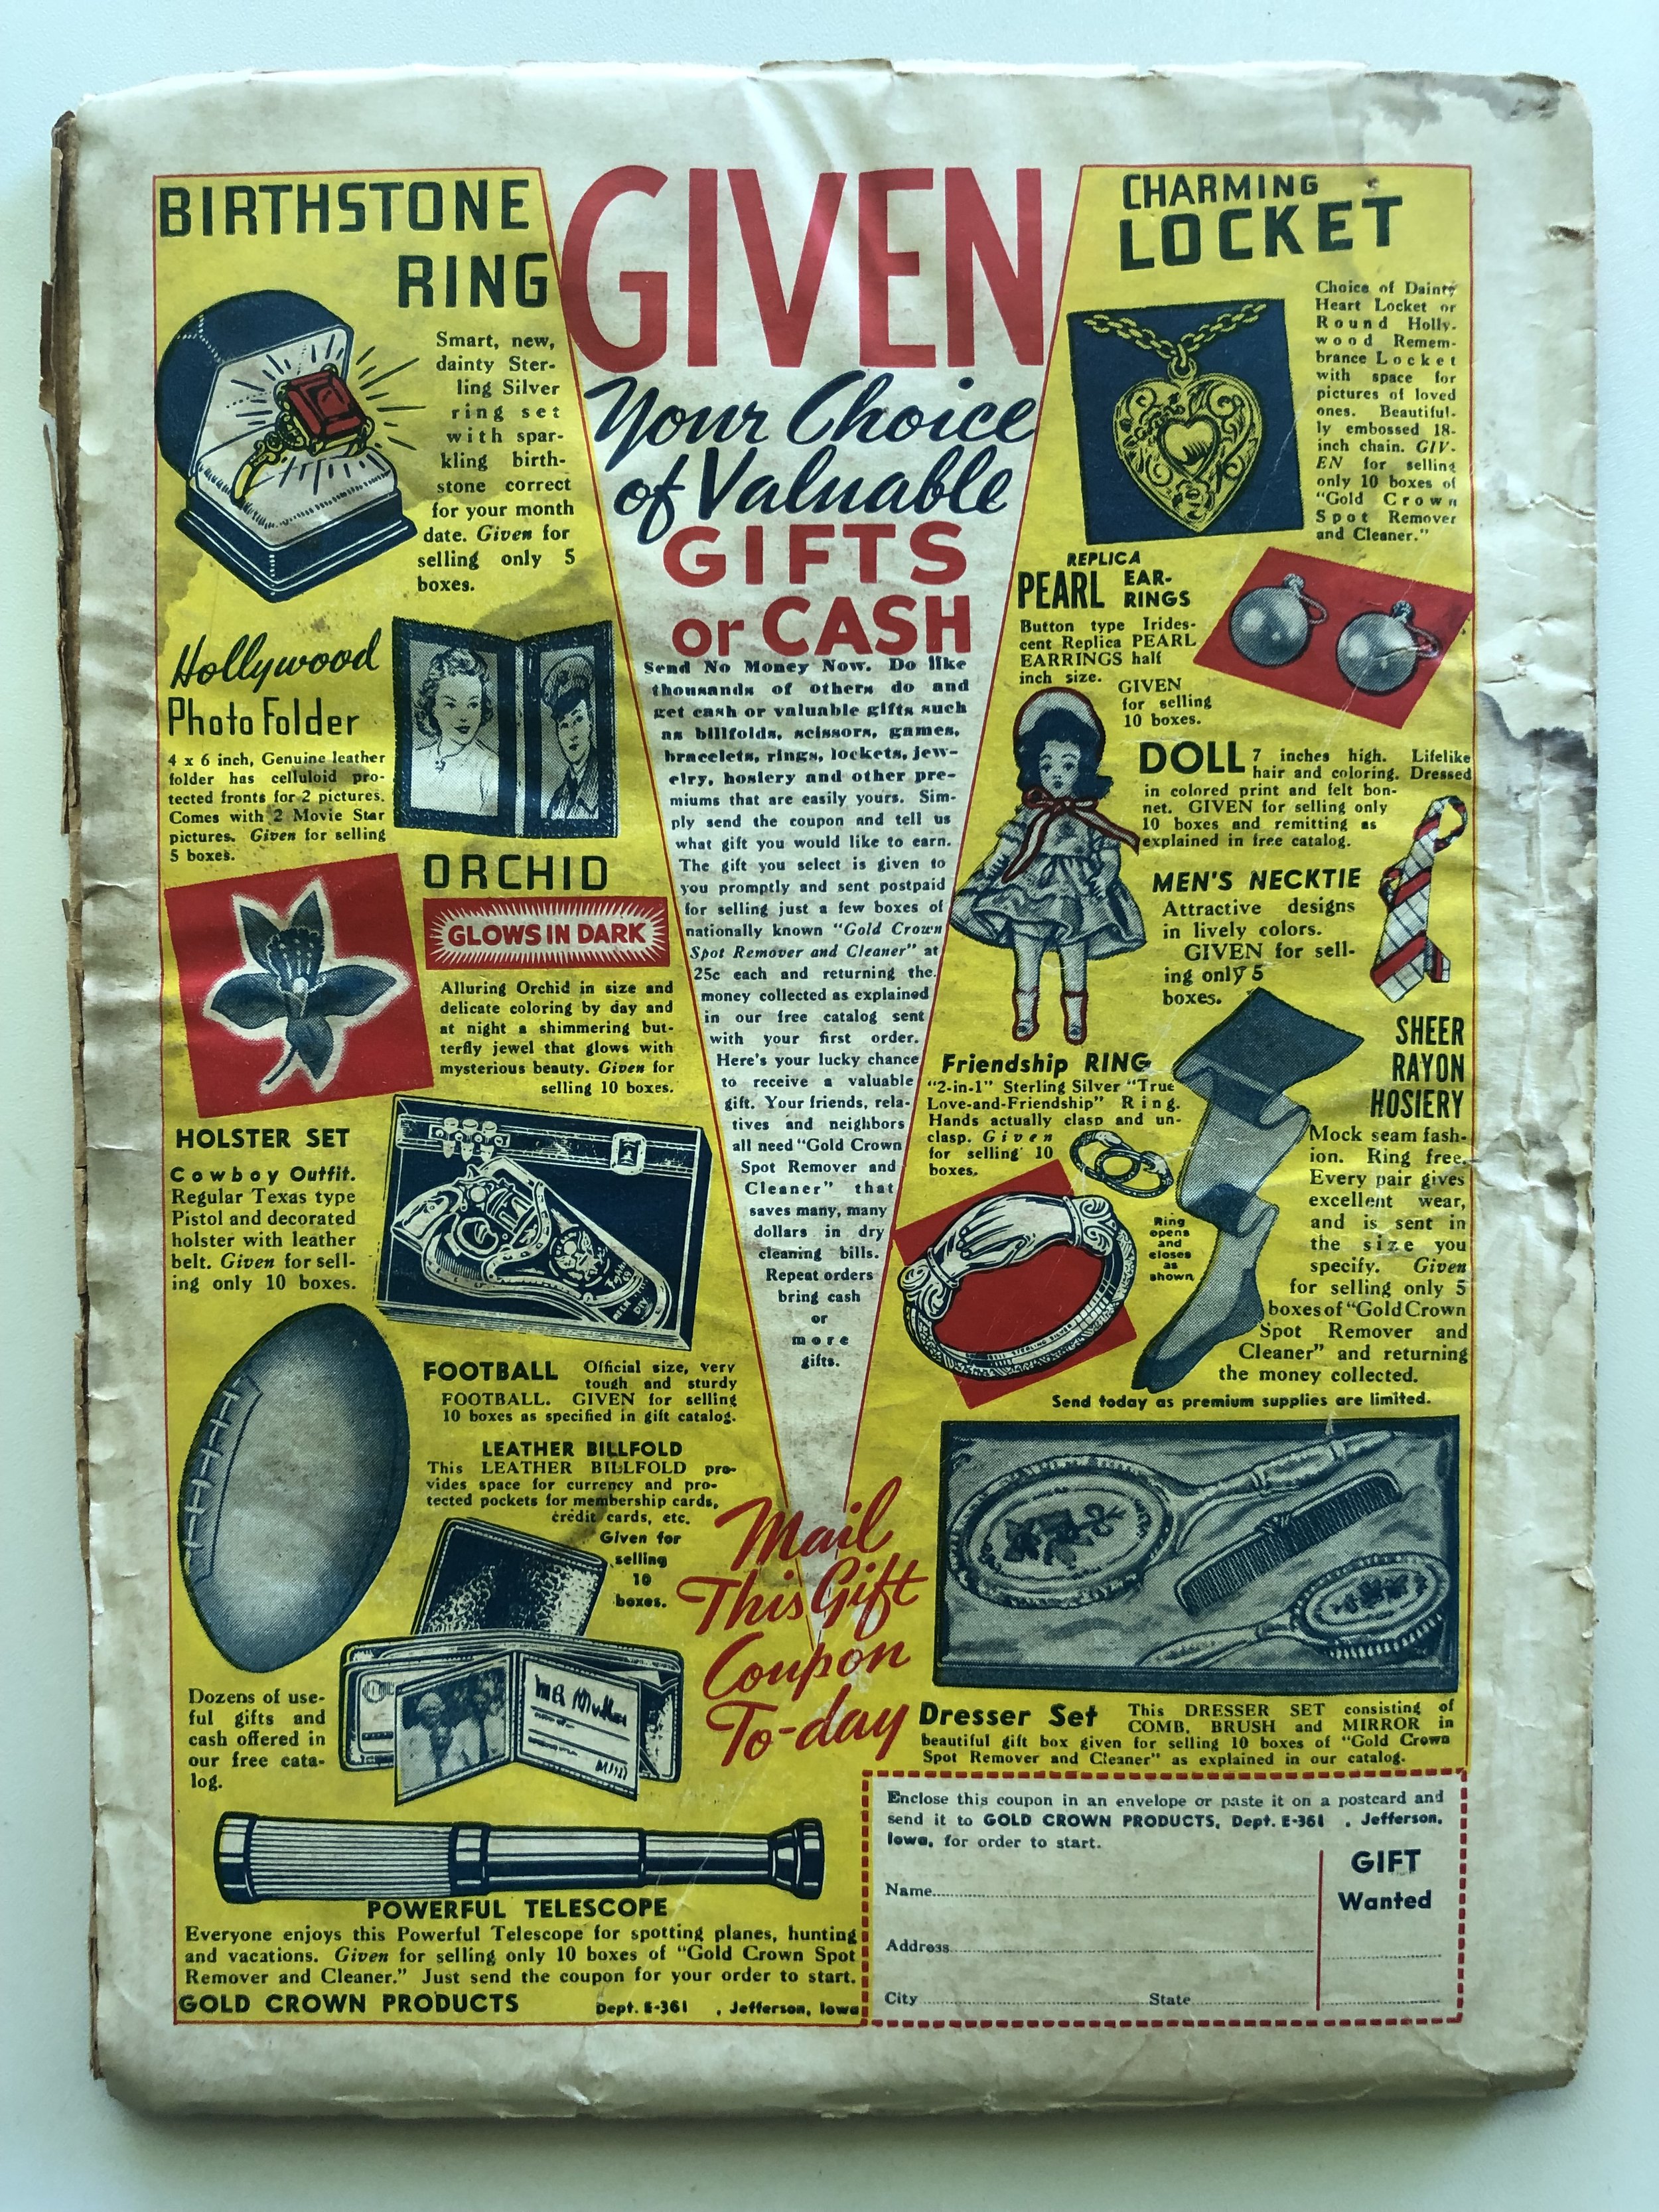 BIRTHSTONE
RING
Smart, new,
dainty Ster-
ling Silver
ring set
with spar-
kling birth-
stone correct
for your month
date. Given for
selling only 5
boxes.
Hollywood
Photo Folder
4 x 6 inch, Genuine leather
folder has celluloid pro-
tected fronts for 2 pictures.
Comes with 2 Movie Star
pictures. Given for selling
5 boxes.
ORCHID
GLOWS IN DARK
Alluring Orchid in size and
delicate coloring by day and
at night a shimmering but-
terfly jewel that glows with
mysterious beauty. Given for
selling 10 boxes.
HOLSTER SET
Cowboy Outfit.
Regular Texas type
Pistol and decorated
holster with leather
belt. Given for sell-
ing only 10 boxes.
FOOTBALL Official size, very
tough and sturdy
FOOTBALL. GIVEN for selling
10 boxes as specified in gift catalog.
LEATHER BILLFOLD
This LEATHER BILLFOLD pro-
vides space for currency and pro-
tected pockets for membership cards,
credit cards, etc.
Given for
selling
10
boxes.
Dozens of use-
ful gifts and
cash offered in
our free cata-
log.
POWERFUL TELESCOPE
Everyone enjoys this Powerful Telescope for spotting planes, hunting
and vacations. Given for selling only 10 boxes of "Gold Crown Spot
Remover and Cleaner." Just send the coupon for your order to start.
GOLD CROWN PRODUCTS Dept. E-361 , Jefferson, Iowa
GIVEN
Your Choice
of Valuable
GIFTS
or CASH
Send No Money Now. Do like
thousands of others do and
get cash or valuable gifts such
as billfolds, scissors, games,
bracelets, rings, lockets, jew-
elry, hosiery and other pre-
miums that are easily yours. Sim-
ply send the coupon and tell us
what gift you would like to earn.
The gift you select is given to
you promptly and sent postpaid
for selling just a few boxes of
nationally known "Gold Crown
Spot Remover and Cleaner" at
25c each and returning the
money collected as explained
in our free catalog sent
with your first order.
Here's your lucky chance
to receive a valuable
gift. Your friends, rela-
tives and neighbors
all need "Gold Crown
Spot Remover and
Cleaner" that
saves many, many
dollars in dry
cleaning bills.
Repeat orders
bring cash
or
more
gifts.
Mail
This Gift
Coupon
To-day
CHARMING
LOCKET
Choice of Dainty
Heart Locket or
Round Holly-
wood Remem-
brance Locket
with space for
pictures of loved
ones. Beautiful-
ly embossed 18-
inch chain. GIV-
EN for selling
only 10 boxes of
"Gold Crown
Spot Remover
and Cleaner."
REPLICA
PEARL EAR-
RINGS
Button type Irides-
cent Replica PEARL
EARRINGS half
inch size.
GIVEN
for selling
10 boxes.
DOLL 7 inches high. Lifelike
hair and coloring. Dressed
in colored print and felt bon-
net. GIVEN for selling only
10 boxes and remitting as
explained in free catalog.
MEN'S NECKTIE
Attractive designs
in lively colors.
GIVEN for sell-
ing only 5
boxes.
Friendship RING
"2-in-1" Sterling Silver "True
Love-and-Friendship" Ring.
Hands actually clasp and un-
clasp. Given
for selling 10
boxes.
Ring
opens
and
closes
as
shown
STERLING SILVER
SHEER
RAYON
HOSIERY
Mock seam fash-
ion. Ring free.
Every pair gives
excellent wear,
and is sent in
the size you
specify. Given
for selling only 5
boxes of "Gold Crown
Spot Remover and
Cleaner" and returning
the money collected.
Send today as premium supplies are limited.
Dresser Set This DRESSER SET consisting of
COMB, BRUSH and MIRROR in
beautiful gift box given for selling 10 boxes of "Gold Crown
Spot Remover and Cleaner" as explained in our catalog.
Enclose this coupon in an envelope or paste it on a postcard and
send it to GOLD CROWN PRODUCTS, Dept. E-361 , Jefferson,
Iowa, for order to start.
GIFT
Wanted
Name
Address
City State